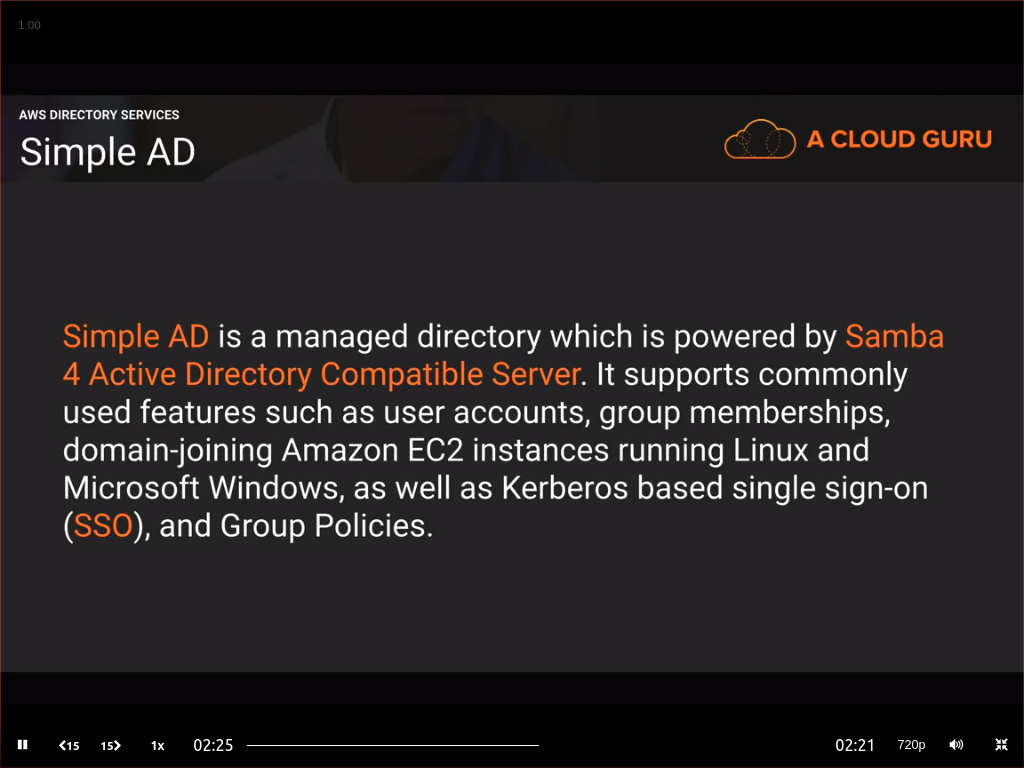 1.00
AWS DIRECTORY SERVICES
Simple AD
A CLOUD GURU
Simple AD is a managed directory which is powered by Samba
4 Active Directory Compatible Server. It supports commonly
used features such as user accounts, group memberships,
domain-joining Amazon EC2 instances running Linux and
Microsoft Windows, as well as Kerberos based single sign-on
(SSO), and Group Policies.
15 15 1x 02:25 02:21 720p